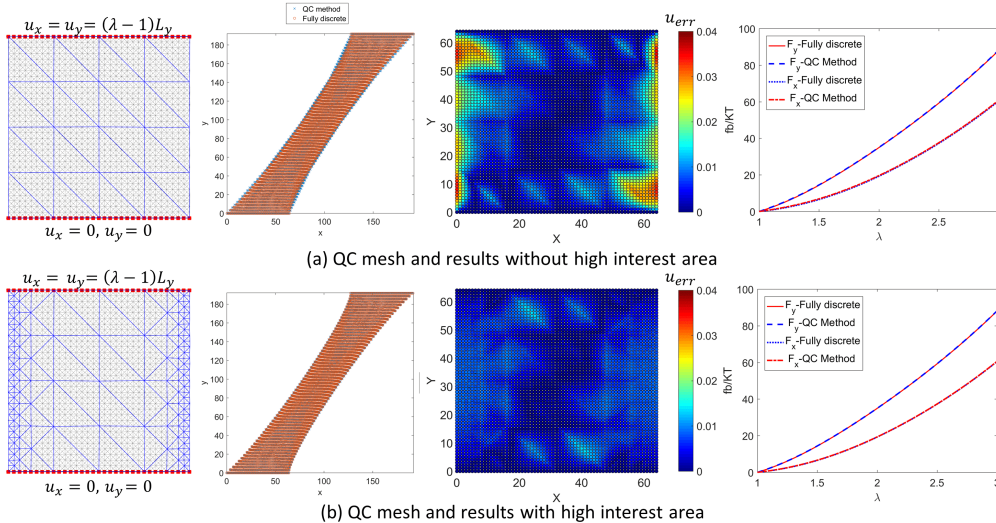 u_x = u_y= (λ − 1)L_y
u_x = 0, u_y= 0
QC method
Fully discrete
180
160
140
120
100
80
60
40
20
0
y
0 50 100 150
x
u_err
60
50
40
30
20
10
0
Y
0 20 40 60
X
0.04
0.03
0.02
0.01
0
100
80
60
40
20
0
fb/KT
F_y-Fully discrete
F_y-QC Method
F_x-Fully discrete
F_x-QC Method
1 1.5 2 2.5
λ
(a) QC mesh and results without high interest area
u_x = u_y= (λ − 1)L_y
u_x = 0, u_y= 0
180
160
140
120
100
80
60
40
20
0
y
0 50 100 150
x
u_err
60
50
40
30
20
10
0
Y
0 20 40 60
X
0.04
0.03
0.02
0.01
0
100
80
60
40
20
0
fb/KT
F_y-Fully discrete
F_y-QC Method
F_x-Fully discrete
F_x-QC Method
1 1.5 2 2.5 3
λ
(b) QC mesh and results with high interest area